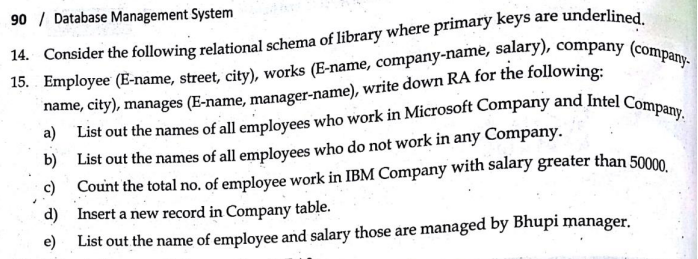 90 / Database Management System
14. Consider the following relational schema of library where primary keys are underlined.
15. Employee (E-name, street, city), works (E-name, company-name, salary), company (company-
name, city), manages (E-name, manager-name), write down RA for the following:
a) List out the names of all employees who work in Microsoft Company and Intel Company.
b) List out the names of all employees who do not work in any Company.
c) Count the total no. of employee work in IBM Company with salary greater than 50000.
d) Insert a new record in Company table.
e) List out the name of employee and salary those are managed by Bhupi manager.